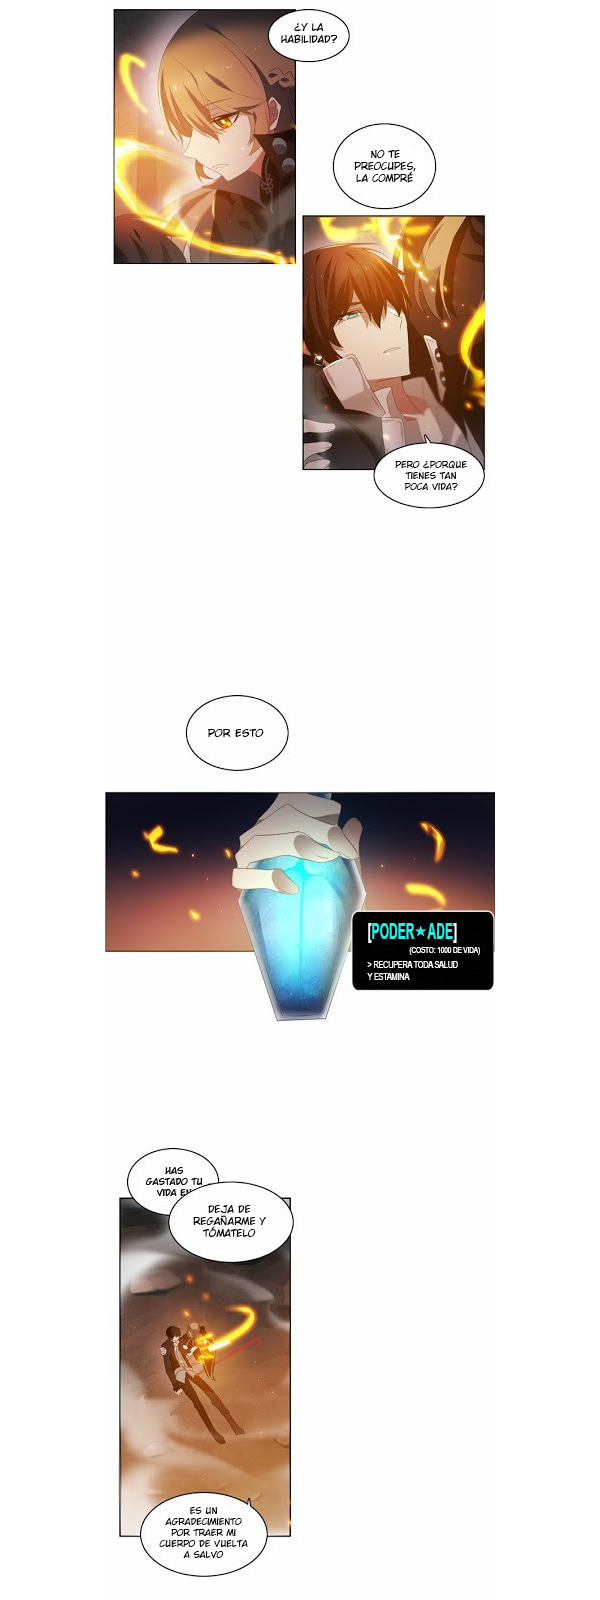 ¿Y LA
HABILIDAD?
NO TE
PREOCUPES,
LA COMPRÉ
PERO ¿PORQUE
TIENES TAN
POCA VIDA?
POR ESTO
[PODER★ADE]
(COSTO: 1000 DE VIDA)
> RECUPERA TODA SALUD
Y ESTAMINA
HAS
GASTADO TU
VIDA EN
DEJA DE
REGAÑARME Y
TÓMATELO
ES UN
AGRADECIMIENTO
POR TRAER MI
CUERPO DE VUELTA
A SALVO